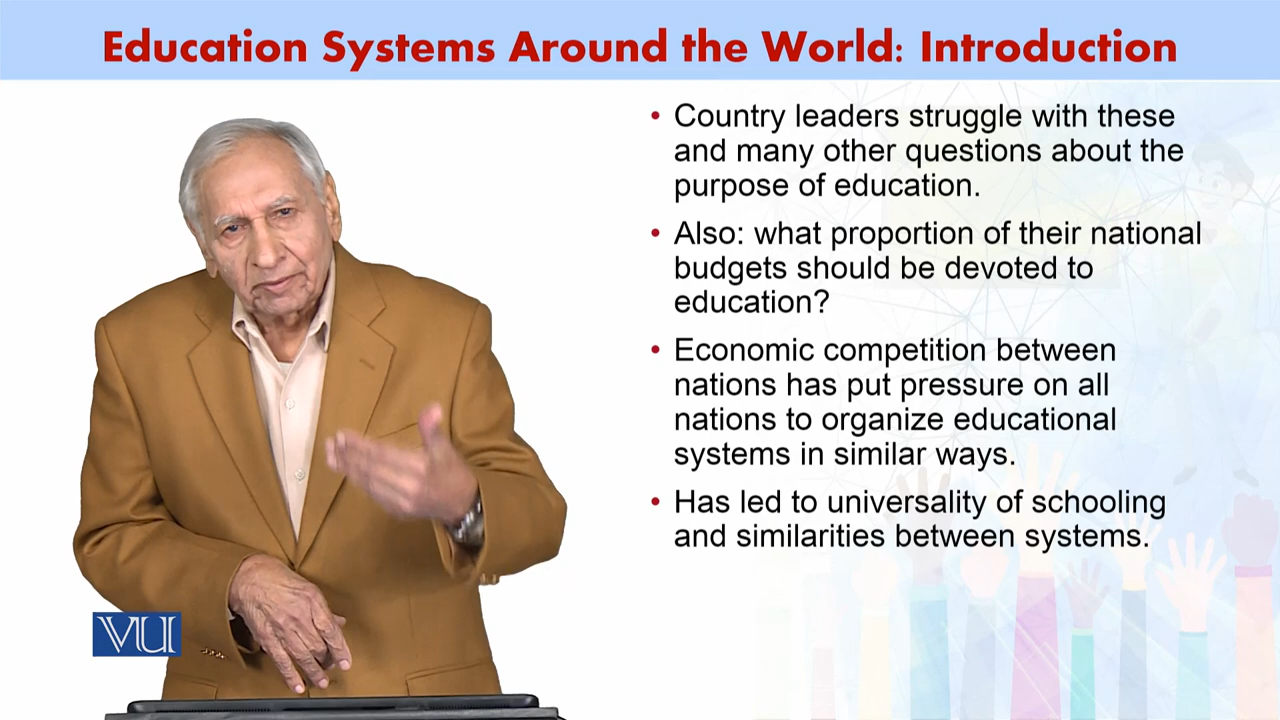 Education Systems Around the World: Introduction
• Country leaders struggle with these
and many other questions about the
purpose of education.
• Also: what proportion of their national
budgets should be devoted to
education?
• Economic competition between
nations has put pressure on all
nations to organize educational
systems in similar ways.
• Has led to universality of schooling
and similarities between systems.
VU